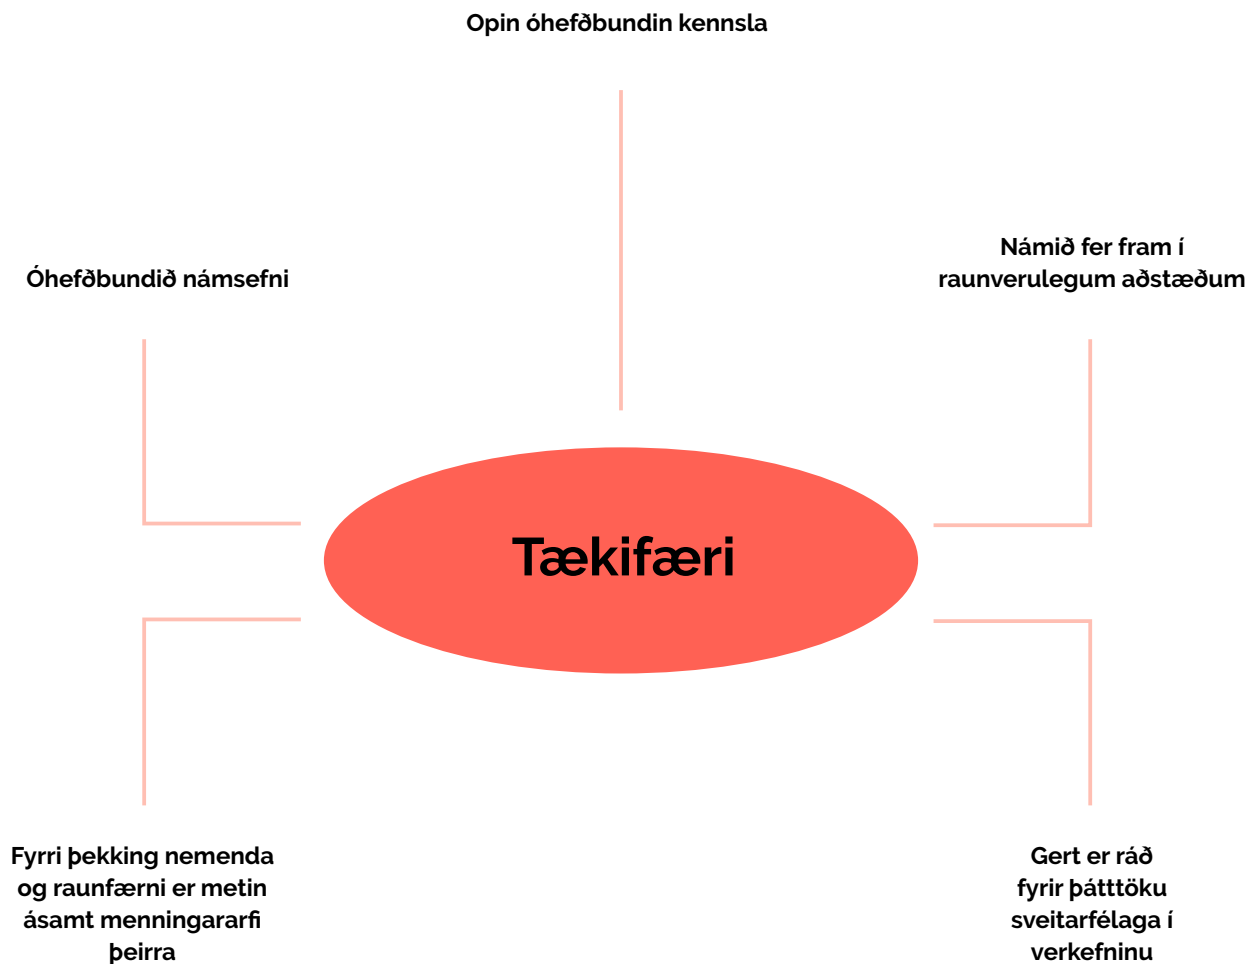 Opin óhefðbundin kennsla
Óhefðbundið námsefni
Námið fer fram í
raunverulegum aðstæðum
Tækifæri
Fyrri þekking nemenda
og raunfærni er metin
ásamt menningararfi
þeirra
Gert er ráð
fyrir þátttöku
sveitarfélaga í
verkefninu